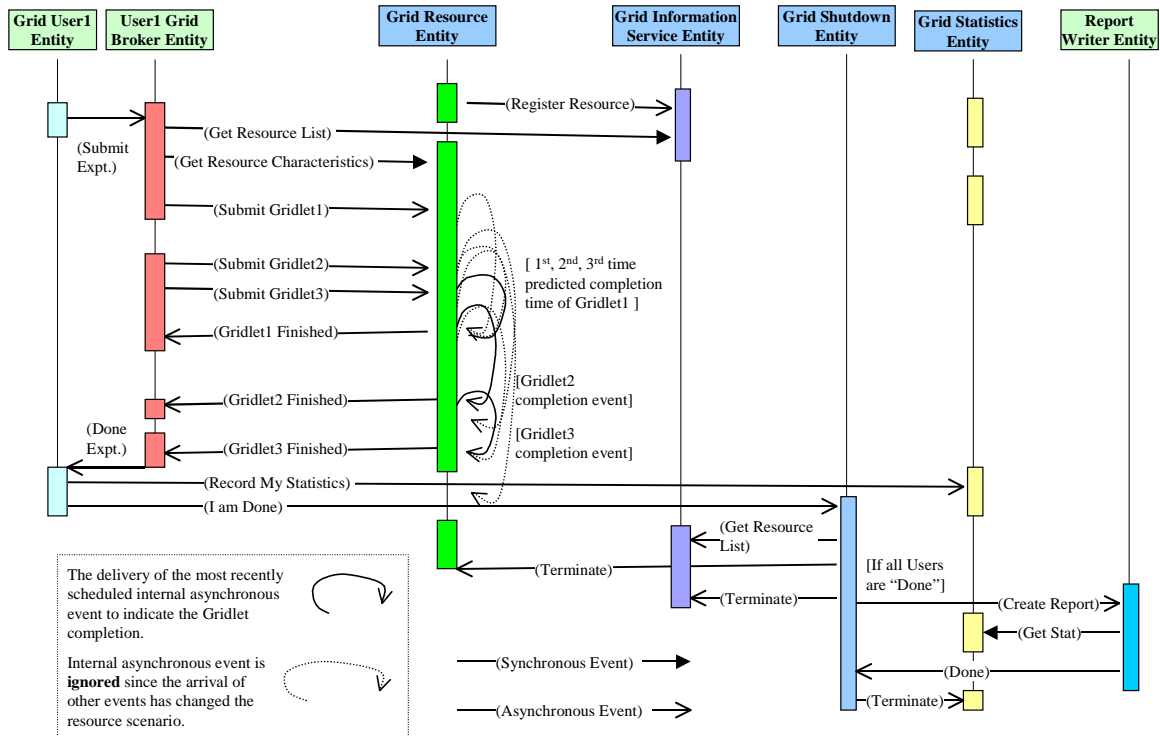 Grid User1
Entity
User1 Grid
Broker Entity
Grid Resource
Entity
Grid Information
Service Entity
Grid Shutdown
Entity
Grid Statistics
Entity
Report
Writer Entity
(Register Resource)
(Submit
Expt.)
(Get Resource List)
(Get Resource Characteristics)
(Submit Gridlet1)
(Submit Gridlet2)
(Submit Gridlet3)
[ 1st, 2nd, 3rd time
predicted completion
time of Gridlet1 ]
(Gridlet1 Finished)
[Gridlet2
completion event]
(Gridlet2 Finished)
(Done
Expt.)
[Gridlet3
completion event]
(Gridlet3 Finished)
(Record My Statistics)
(I am Done)
(Get Resource
List)
(Terminate)
[If all Users
are “Done”]
(Terminate)
(Create Report)
(Get Stat)
(Done)
(Terminate)
The delivery of the most recently
scheduled internal asynchronous
event to indicate the Gridlet
completion.
Internal asynchronous event is
ignored since the arrival of
other events has changed the
resource scenario.
(Synchronous Event)
(Asynchronous Event)